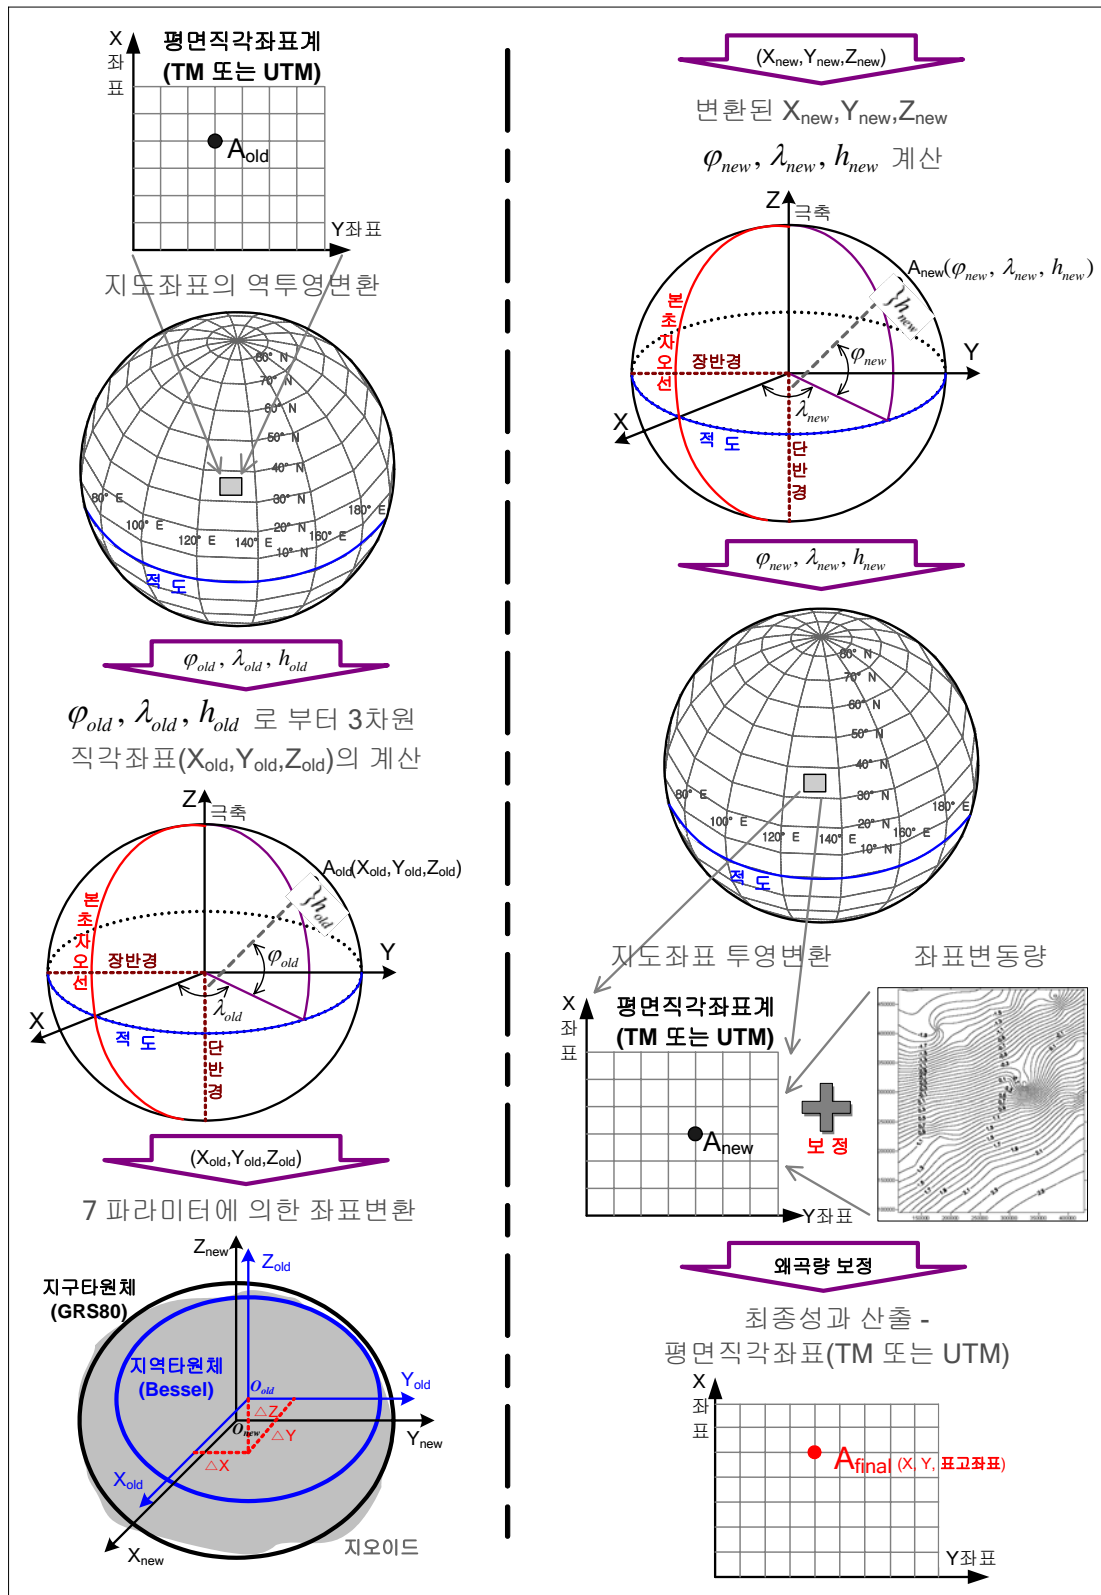 X
좌
표
평면직각좌표계
(TM 또는 UTM)
A_old
Y좌표
지도좌표의 역투영변환
80° N
70° N
60° N
50° N
40° N
30° N
20° N
10° N
80° E
100° E
120° E
140° E
160° E
180° E
적 도
φ_old, λ_old, h_old
φ_old, λ_old, h_old 로 부터 3차원
직각좌표(X_old,Y_old,Z_old)의 계산
Z
극축
A_old(X_old,Y_old,Z_old)
}h_old
본초자오선
장반경
φ_old
Y
X
λ_old
적 도
단반경
(X_old,Y_old,Z_old)
7 파라미터에 의한 좌표변환
Z_new
Z_old
지구타원체
(GRS80)
지역타원체
(Bessel)
O_old
Y_old
△Z
O_new
△Y
Y_new
△X
X_old
X_new
지오이드
(X_new,Y_new,Z_new)
변환된 X_new,Y_new,Z_new
φ_new, λ_new, h_new 계산
Z
극축
A_new(φ_new, λ_new, h_new)
}h_new
본초자오선
장반경
φ_new
Y
X
λ_new
적 도
단반경
φ_new, λ_new, h_new
80° N
70° N
60° N
50° N
40° N
30° N
20° N
10° N
80° E
100° E
120° E
140° E
160° E
180° E
적 도
지도좌표 투영변환
좌표변동량
X
좌
표
평면직각좌표계
(TM 또는 UTM)
A_new
보 정
Y좌표
왜곡량 보정
최종성과 산출 -
평면직각좌표(TM 또는 UTM)
X
좌
표
A_final (X, Y, 표고좌표)
Y좌표